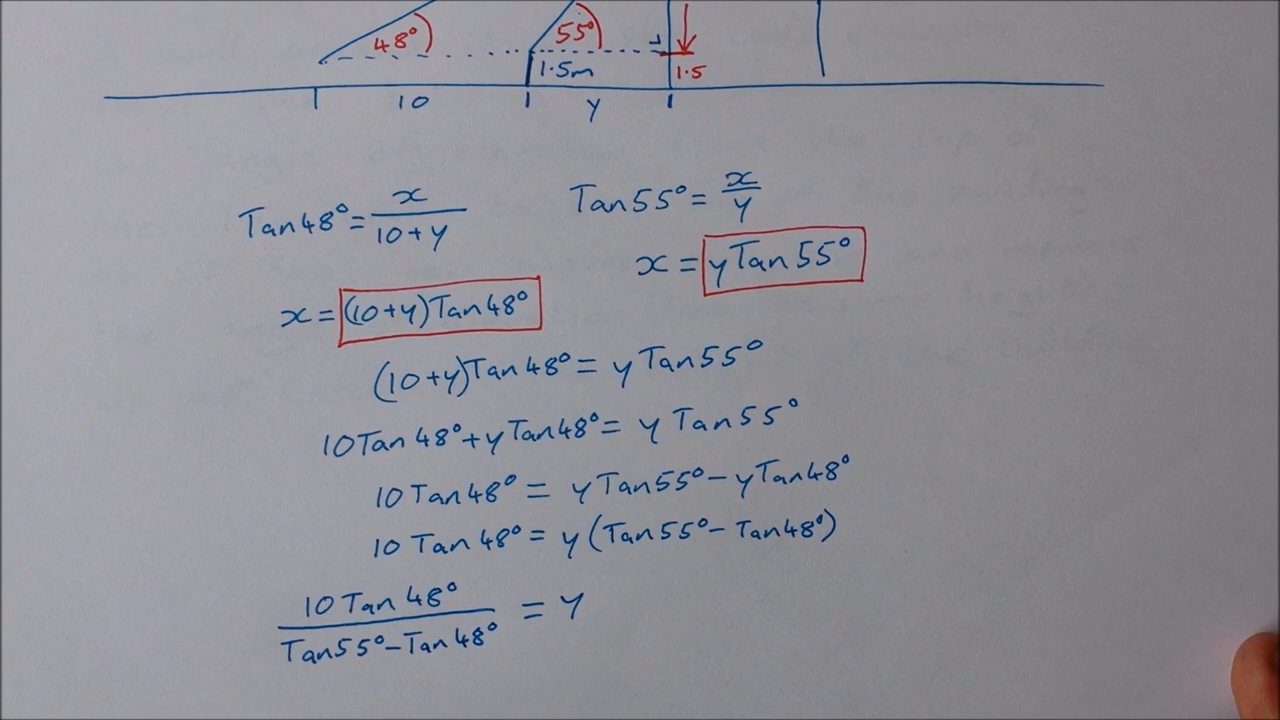 48° 55°
1.5m 1.5
10 y
Tan48° = x/(10+y)
Tan55° = x/y
x = yTan55°
x = (10+y)Tan48°
(10+y)Tan48° = yTan55°
10Tan48° + yTan48° = yTan55°
10Tan48° = yTan55° - yTan48°
10Tan48° = y(Tan55° - Tan48°)
10Tan48°/(Tan55° - Tan48°) = y